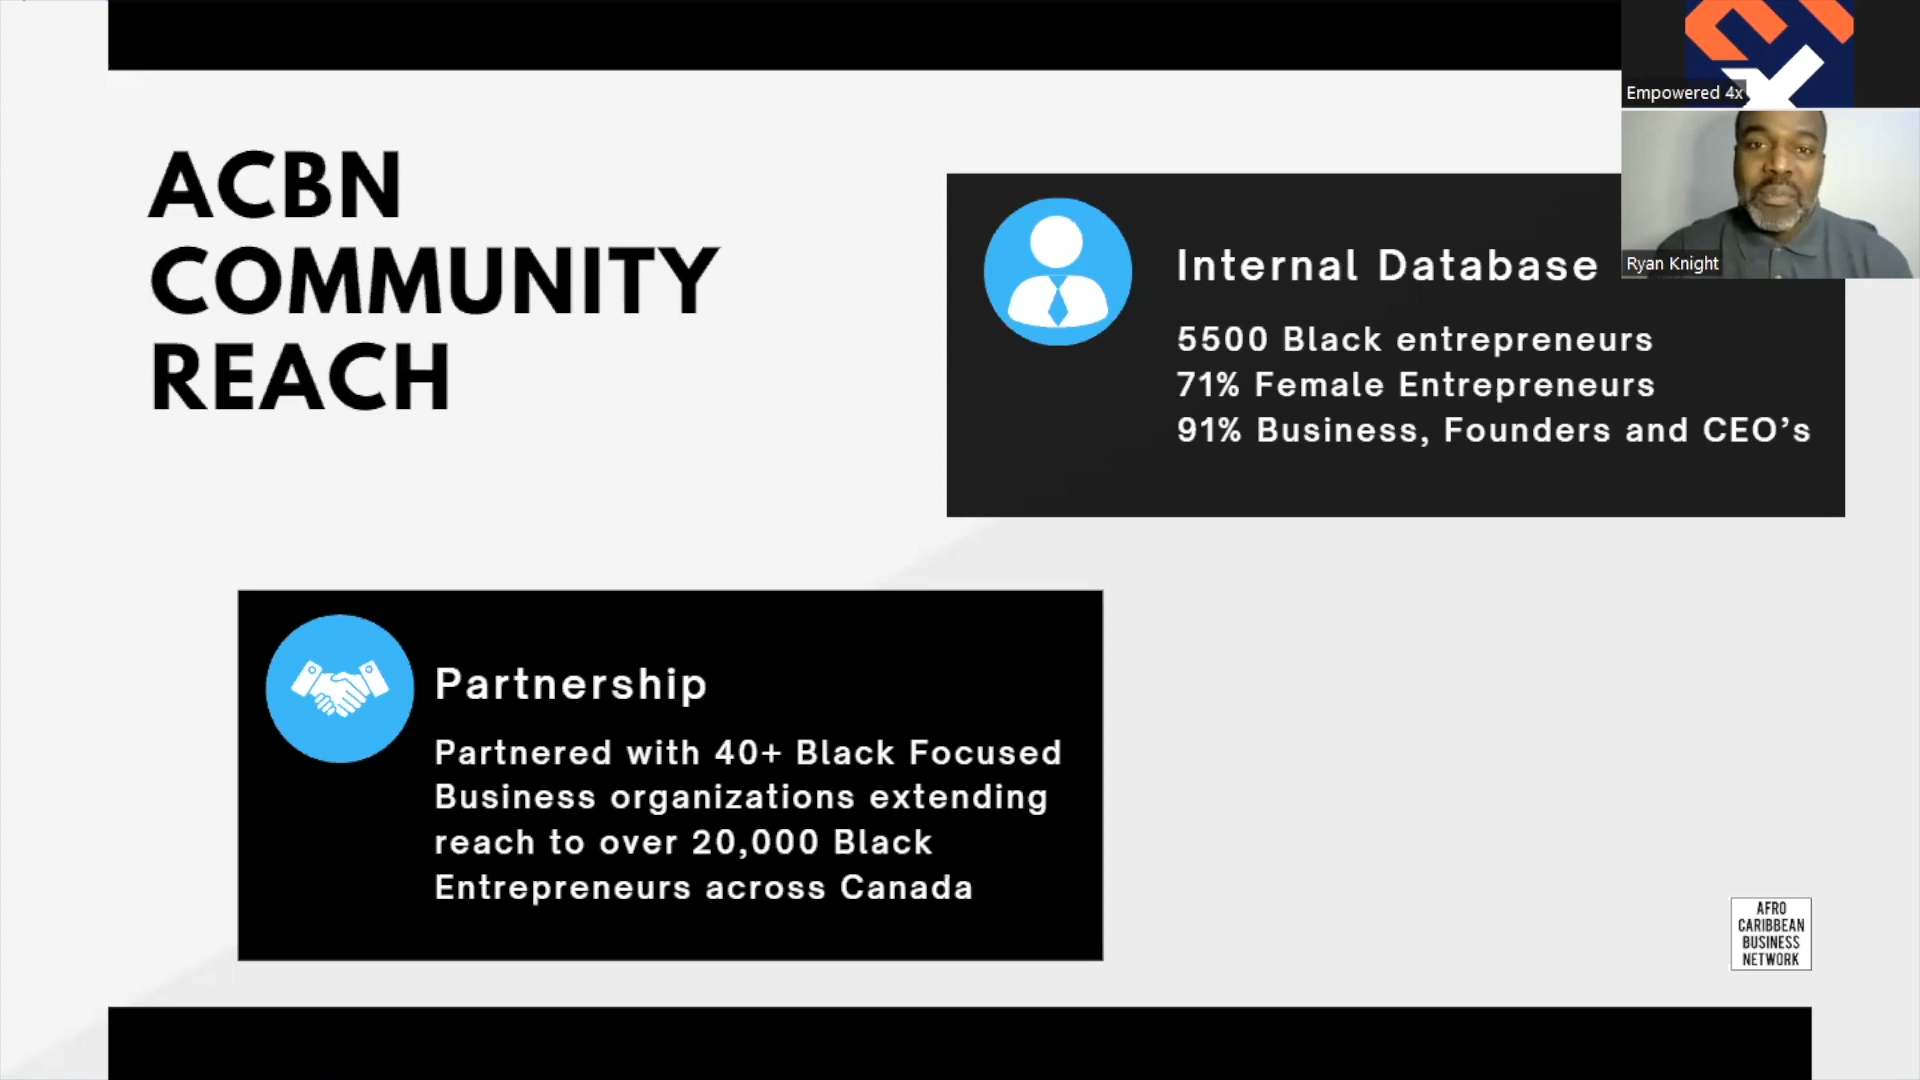 ACBN
COMMUNITY
REACH
Empowered 4x
Ryan Knight
Internal Database
5500 Black entrepreneurs
71% Female Entrepreneurs
91% Business, Founders and CEO’s
Partnership
Partnered with 40+ Black Focused
Business organizations extending
reach to over 20,000 Black
Entrepreneurs across Canada
AFRO
CARIBBEAN
BUSINESS
NETWORK